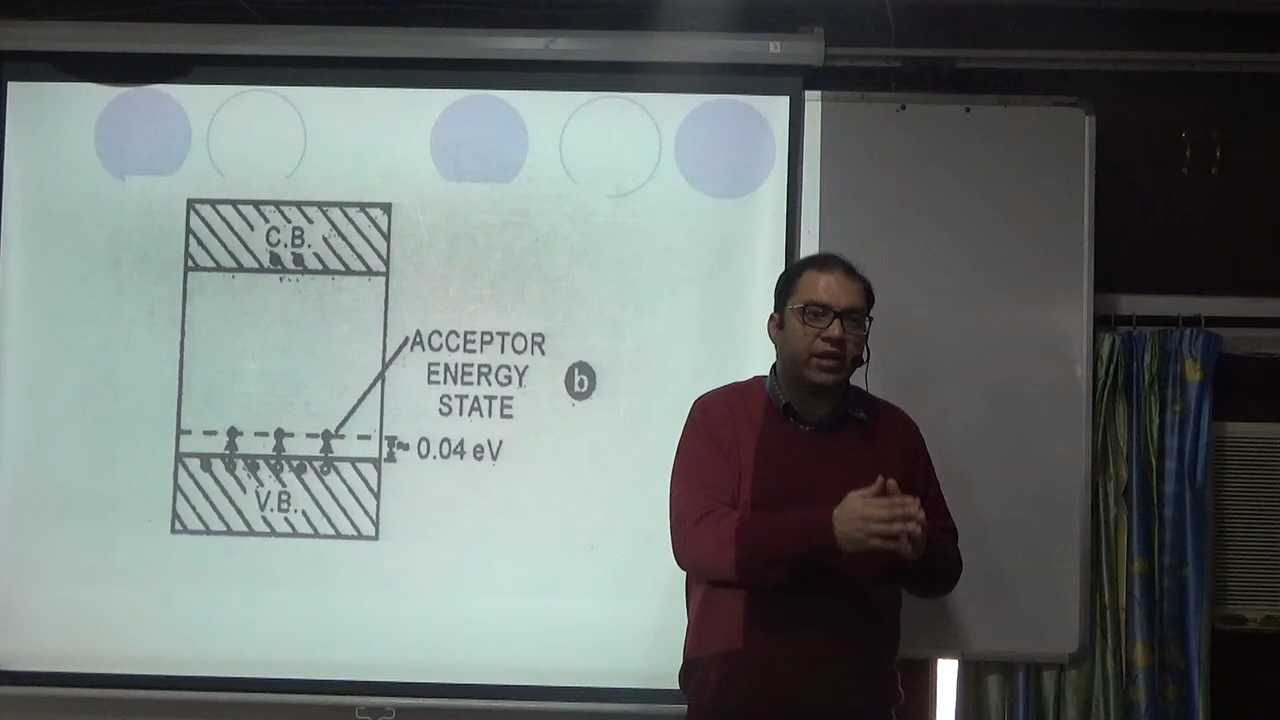 C.B.
ACCEPTOR
ENERGY
STATE
b
≈ 0.04 eV
V.B.